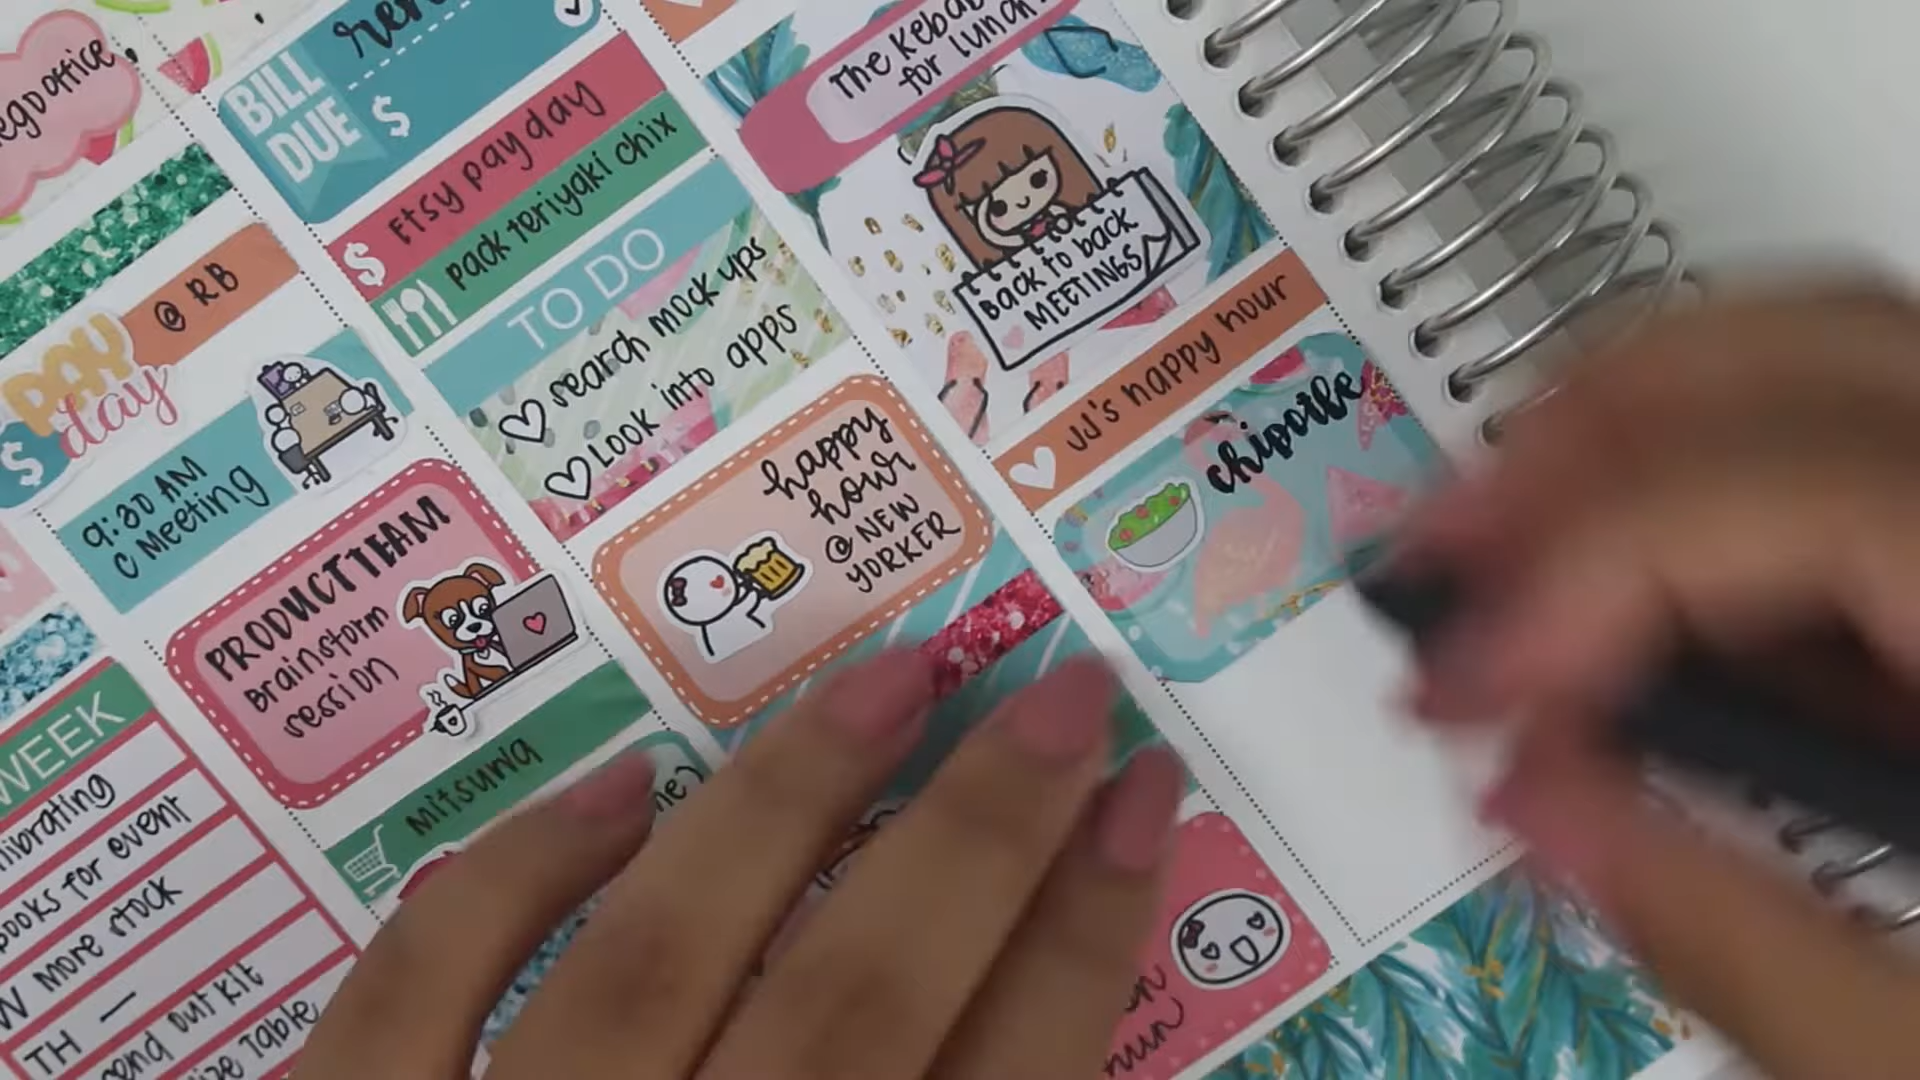 office
BILL
DUE
$
Etsy payday
$
pack teriyaki chix
TO DO
search mock ups
Look into apps
The Kebab
for lunch
Back to back
MEETINGS
JJ's happy hour
chipotle
@ RB
PAY
day
$
9:30 AM
C Meeting
PRODUCT TEAM
Brainstorm
session
happy
hour
@ NEW
YORKER
Mitsuwa
WEEK
books for event
more stock
TH —
out kit
Table